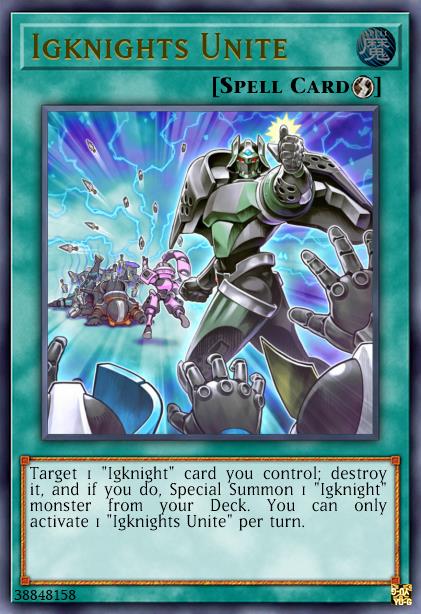 Igknights Unite
[Spell Card]
Target 1 "Igknight" card you control; destroy
it, and if you do, Special Summon 1 "Igknight"
monster from your Deck. You can only
activate 1 "Igknights Unite" per turn.
38848158